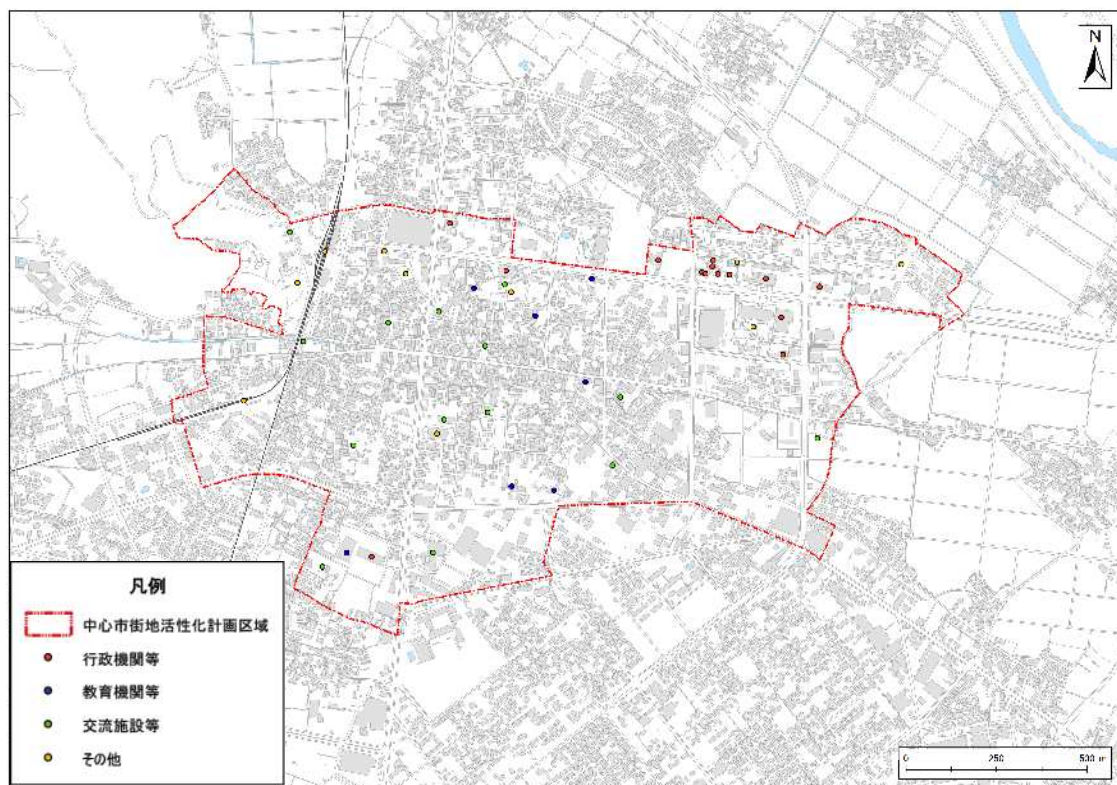 N
凡例
中心市街地活性化計画区域
行政機関等
教育機関等
交流施設等
その他
0 250 500 m